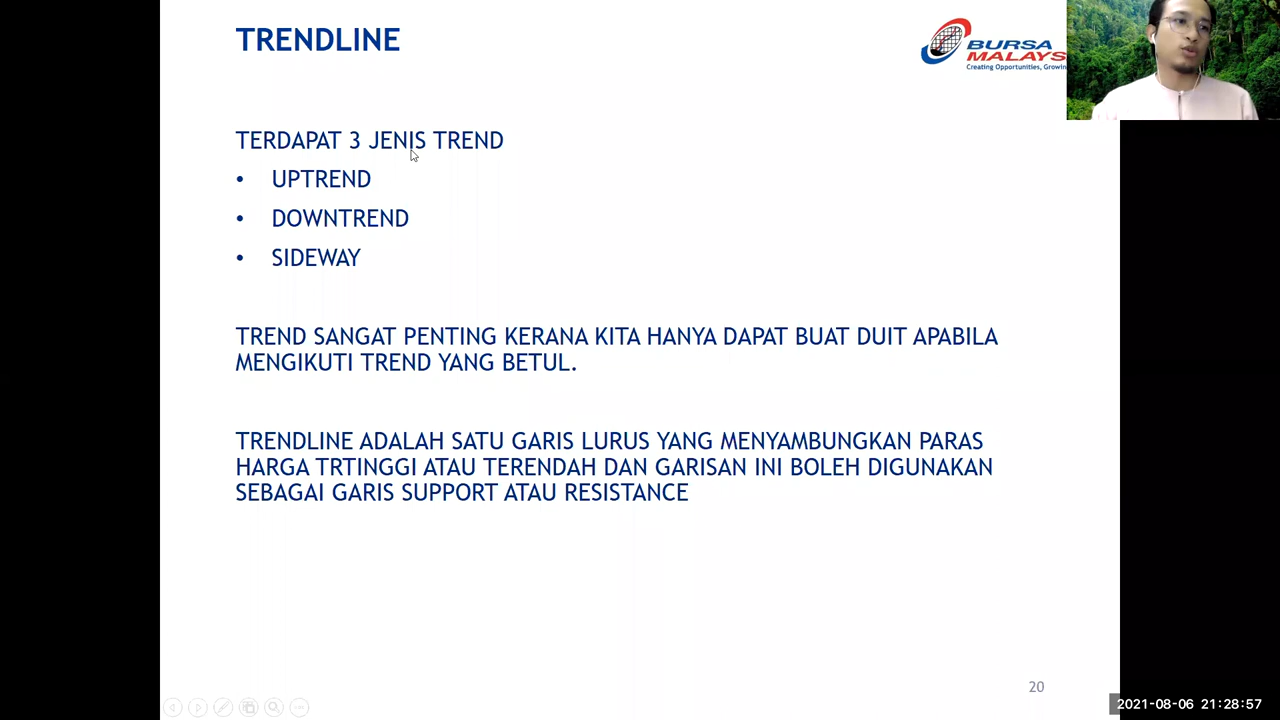 TRENDLINE
BURSA
MALAYS
Creating Opportunities, Growin
TERDAPAT 3 JENIS TREND
• UPTREND
• DOWNTREND
• SIDEWAY
TREND SANGAT PENTING KERANA KITA HANYA DAPAT BUAT DUIT APABILA
MENGIKUTI TREND YANG BETUL.
TRENDLINE ADALAH SATU GARIS LURUS YANG MENYAMBUNGKAN PARAS
HARGA TRTINGGI ATAU TERENDAH DAN GARISAN INI BOLEH DIGUNAKAN
SEBAGAI GARIS SUPPORT ATAU RESISTANCE
20
2021-08-06 21:28:57